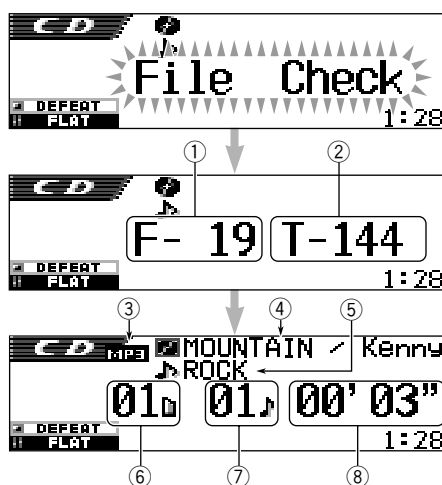 CD
File Check
DEFEAT
FLAT
1:28
① ②
CD
F- 19 T-144
DEFEAT
FLAT
1:28
③ ④ ⑤
CD MP3 MOUNTAIN / Kenny
ROCK
01 01 00' 03"
DEFEAT
FLAT
1:28
⑥ ⑦ ⑧